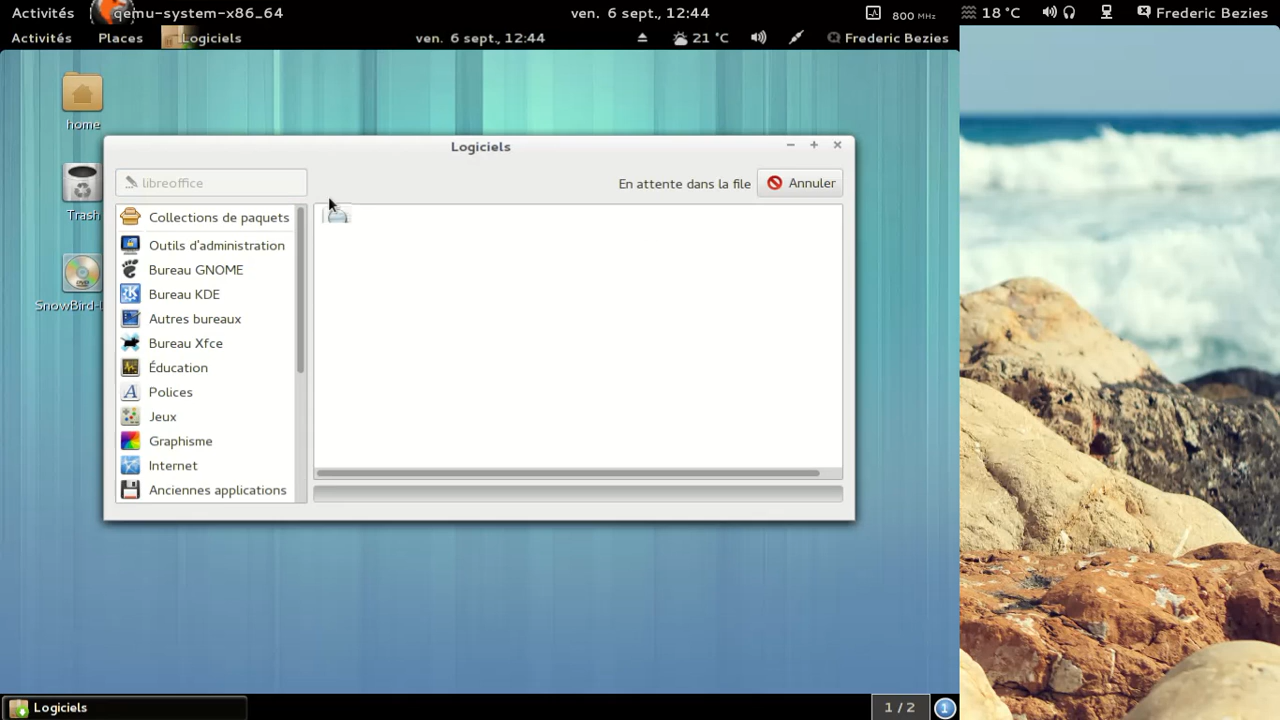 Activités qemu-system-x86_64 ven. 6 sept., 12:44 800 MHz 18 °C Frederic Bezies
Activités Places Logiciels ven. 6 sept., 12:44 21 °C Frederic Bezies
home
Trash
Logiciels
libreoffice En attente dans la file Annuler
Collections de paquets
Outils d'administration
Bureau GNOME
Bureau KDE
SnowBird-
Autres bureaux
Bureau Xfce
Éducation
Polices
Jeux
Graphisme
Internet
Anciennes applications
Logiciels 1 / 2 1